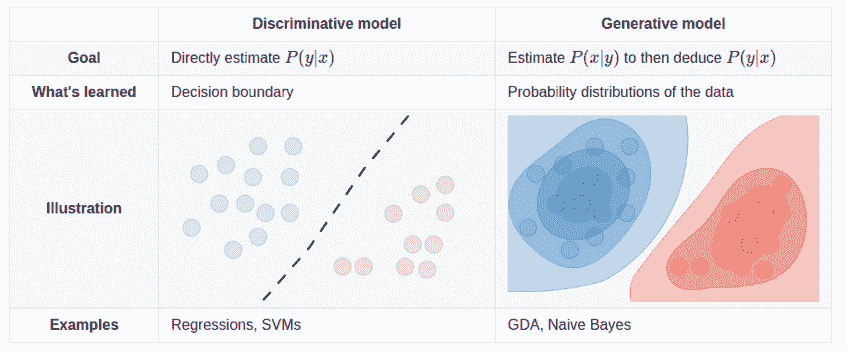 Discriminative model Generative model
Goal Directly estimate P(y|x) Estimate P(x|y) to then deduce P(y|x)
What's learned Decision boundary Probability distributions of the data
Illustration
Examples Regressions, SVMs GDA, Naive Bayes